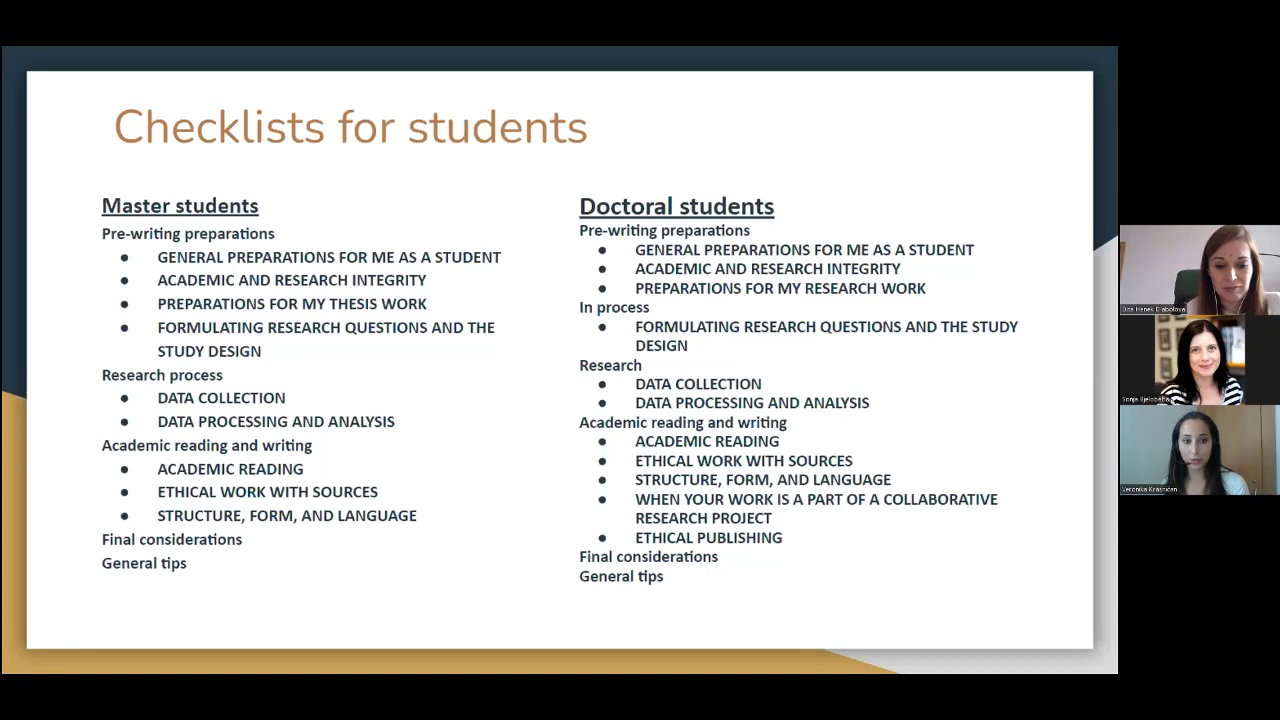 Checklists for students
Master students
Pre-writing preparations
● GENERAL PREPARATIONS FOR ME AS A STUDENT
● ACADEMIC AND RESEARCH INTEGRITY
● PREPARATIONS FOR MY THESIS WORK
● FORMULATING RESEARCH QUESTIONS AND THE
STUDY DESIGN
Research process
● DATA COLLECTION
● DATA PROCESSING AND ANALYSIS
Academic reading and writing
● ACADEMIC READING
● ETHICAL WORK WITH SOURCES
● STRUCTURE, FORM, AND LANGUAGE
Final considerations
General tips
Doctoral students
Pre-writing preparations
● GENERAL PREPARATIONS FOR ME AS A STUDENT
● ACADEMIC AND RESEARCH INTEGRITY
● PREPARATIONS FOR MY RESEARCH WORK
In process
● FORMULATING RESEARCH QUESTIONS AND THE STUDY
DESIGN
Research
● DATA COLLECTION
● DATA PROCESSING AND ANALYSIS
Academic reading and writing
● ACADEMIC READING
● ETHICAL WORK WITH SOURCES
● STRUCTURE, FORM, AND LANGUAGE
● WHEN YOUR WORK IS A PART OF A COLLABORATIVE
RESEARCH PROJECT
● ETHICAL PUBLISHING
Final considerations
General tips
Sonja Bjelobaba
Veronika Krásničan